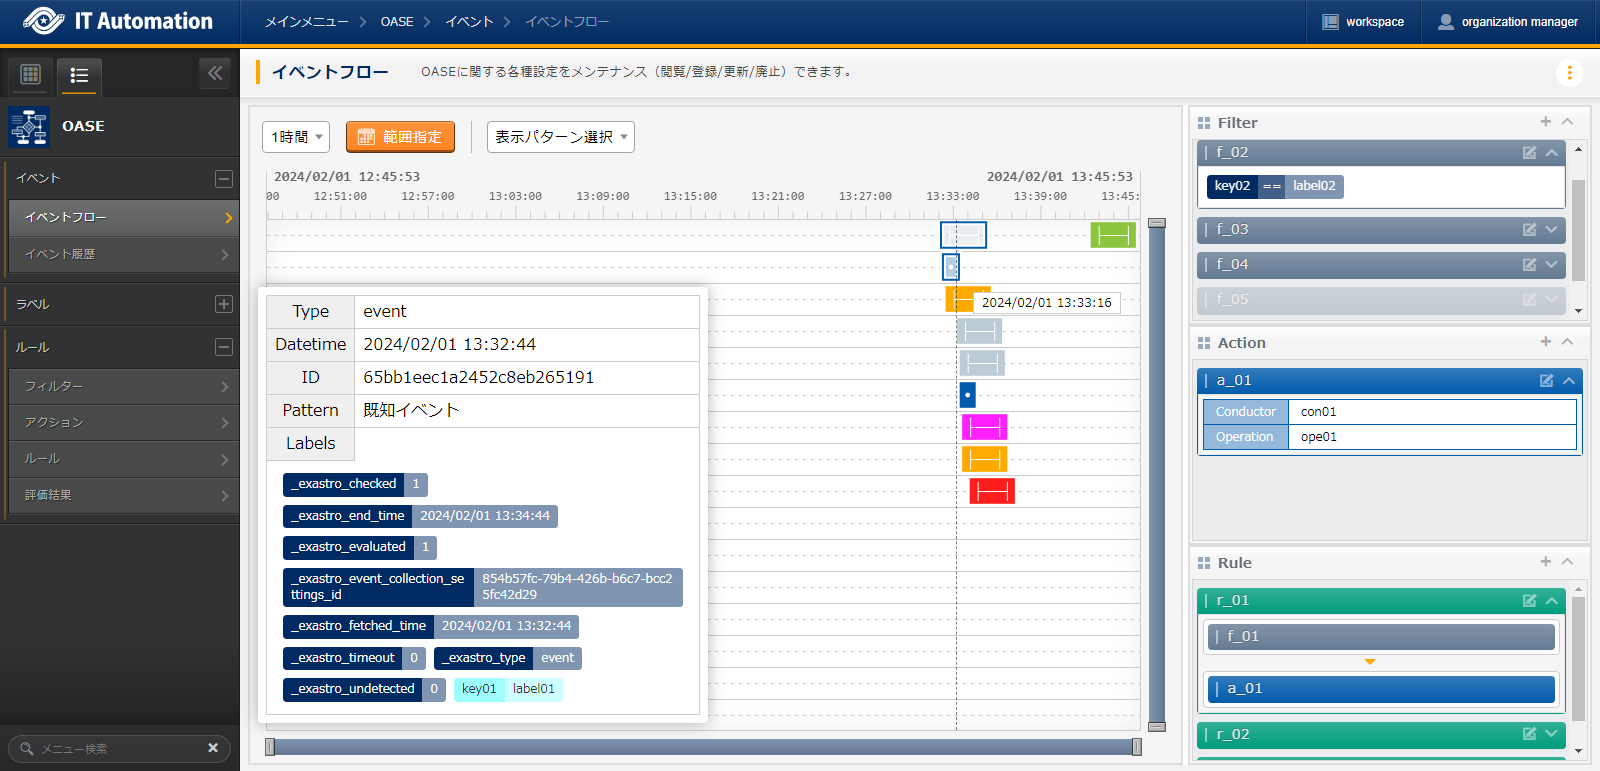 IT Automation
メインメニュー OASE イベント イベントフロー
workspace
organization manager
OASE
イベント
イベントフロー
イベント履歴
ラベル
ルール
フィルター
アクション
ルール
評価結果
メニュー検索
イベントフロー
OASEに関する各種設定をメンテナンス（閲覧/登録/更新/廃止）できます。
1時間
範囲指定
表示パターン選択
2024/02/01 12:45:53
2024/02/01 13:45:53
00 12:51:00 12:57:00 13:03:00 13:09:00 13:15:00 13:21:00 13:27:00 13:33:00 13:39:00 13:45:
2024/02/01 13:33:16
Type event
Datetime 2024/02/01 13:32:44
ID 65bb1eec1a2452c8eb265191
Pattern 既知イベント
Labels
_exastro_checked 1
_exastro_end_time 2024/02/01 13:34:44
_exastro_evaluated 1
_exastro_event_collection_se
ttings_id
854b57fc-79b4-426b-b6c7-bcc2
5fc42d29
_exastro_fetched_time 2024/02/01 13:32:44
_exastro_timeout 0 _exastro_type event
_exastro_undetected 0 key01 label01
Filter
f_02
key02 == label02
f_03
f_04
f_05
Action
a_01
Conductor con01
Operation ope01
Rule
r_01
f_01
a_01
r_02